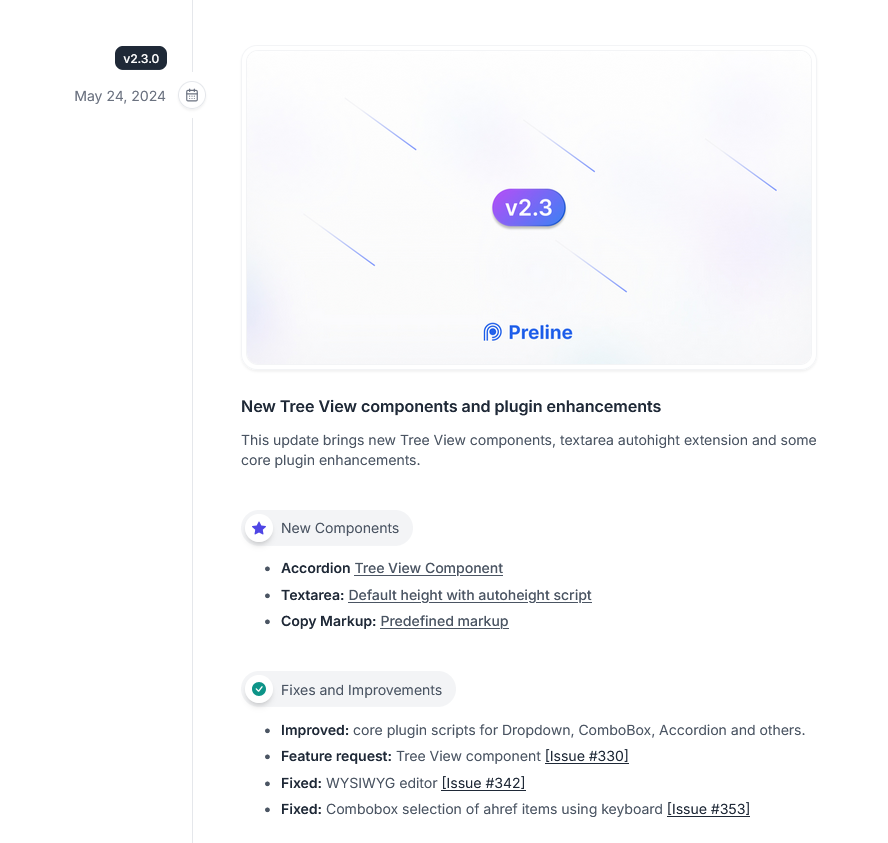 v2.3.0
May 24, 2024
v2.3
Preline
New Tree View components and plugin enhancements
This update brings new Tree View components, textarea autohight extension and some
core plugin enhancements.
New Components
• Accordion Tree View Component
• Textarea: Default height with autoheight script
• Copy Markup: Predefined markup
Fixes and Improvements
• Improved: core plugin scripts for Dropdown, ComboBox, Accordion and others.
• Feature request: Tree View component [Issue #330]
• Fixed: WYSIWYG editor [Issue #342]
• Fixed: Combobox selection of ahref items using keyboard [Issue #353]